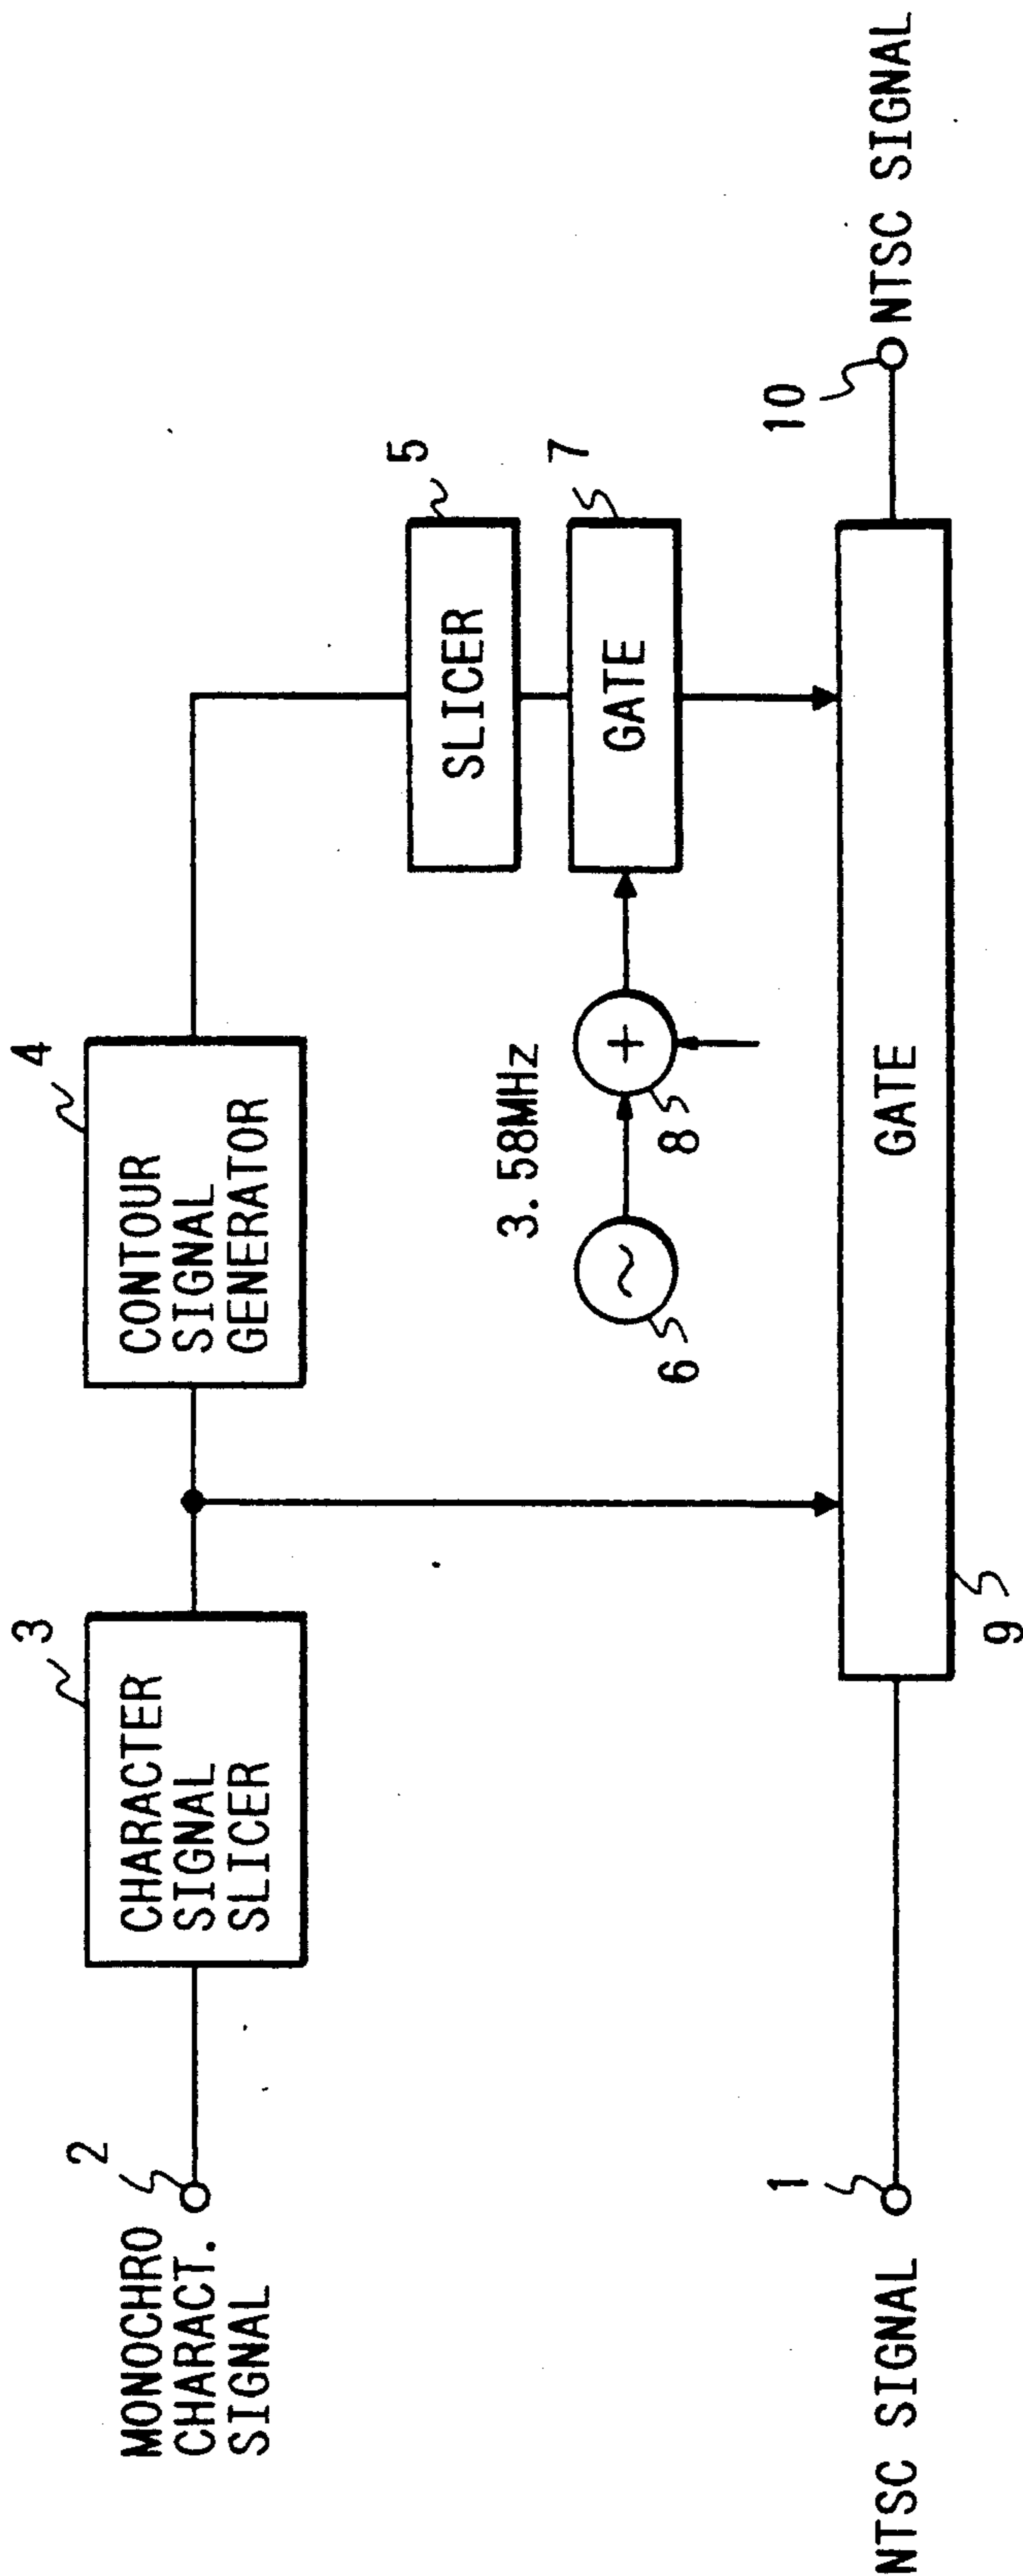 MONOCHRO
CHARACT.
SIGNAL
2
CHARACTER
SIGNAL
SLICER
3
CONTOUR
SIGNAL
GENERATOR
4
SLICER
5
3.58MHz
6
8
+
GATE
7
NTSC SIGNAL
1
GATE
9
10
NTSC SIGNAL